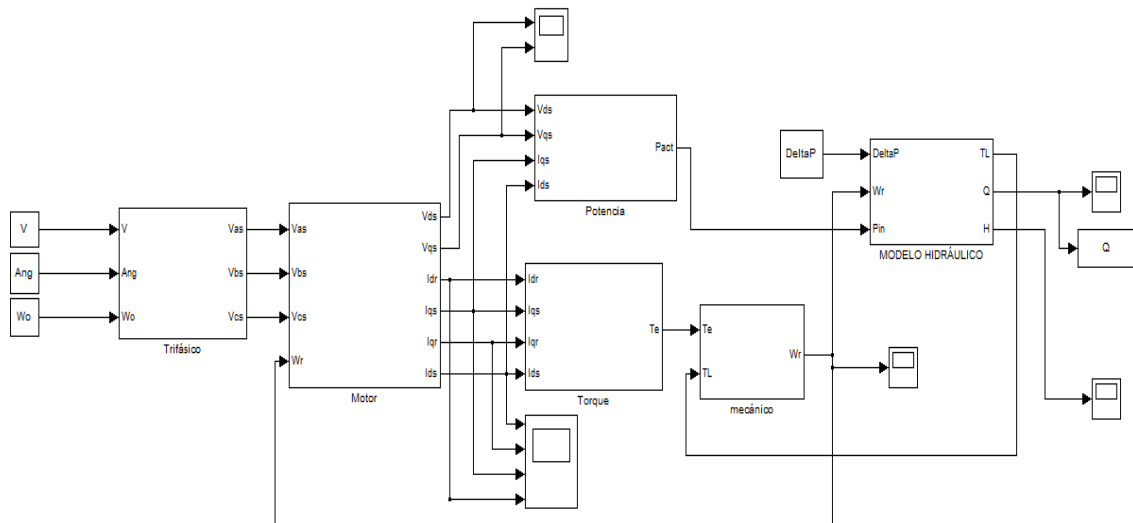 V
Ang
Wo
V
Ang
Wo
Vas
Vbs
Vcs
Trifásico
Vas
Vbs
Vcs
Wr
Vds
Vqs
Idr
Iqs
Iqr
Ids
Motor
Vds
Vqs
Iqs
Ids
Pact
Potencia
Idr
Iqs
Iqr
Ids
Te
Torque
Te
TL
Wr
mecánico
DeltaP
DeltaP
Wr
Pin
TL
Q
H
MODELO HIDRÁULICO
Q